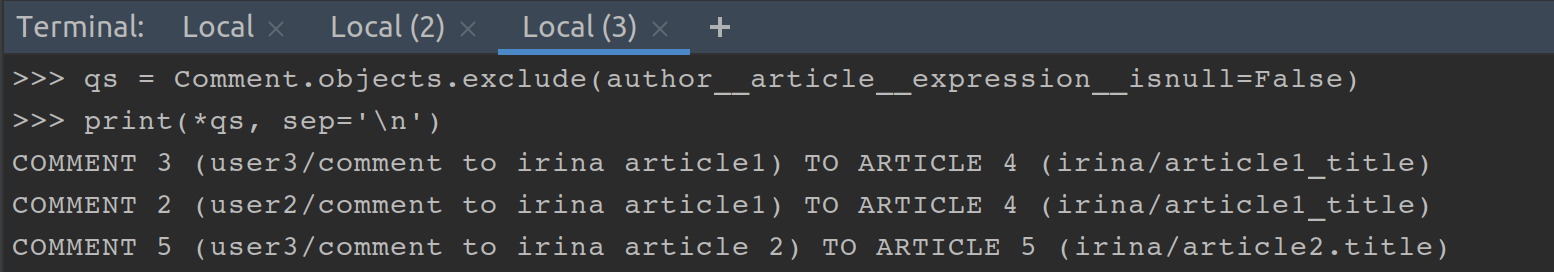 Terminal: Local × Local (2) × Local (3) × +
>>> qs = Comment.objects.exclude(author__article__expression__isnull=False)
>>> print(*qs, sep='\n')
COMMENT 3 (user3/comment to irina article1) TO ARTICLE 4 (irina/article1_title)
COMMENT 2 (user2/comment to irina article1) TO ARTICLE 4 (irina/article1_title)
COMMENT 5 (user3/comment to irina article 2) TO ARTICLE 5 (irina/article2.title)